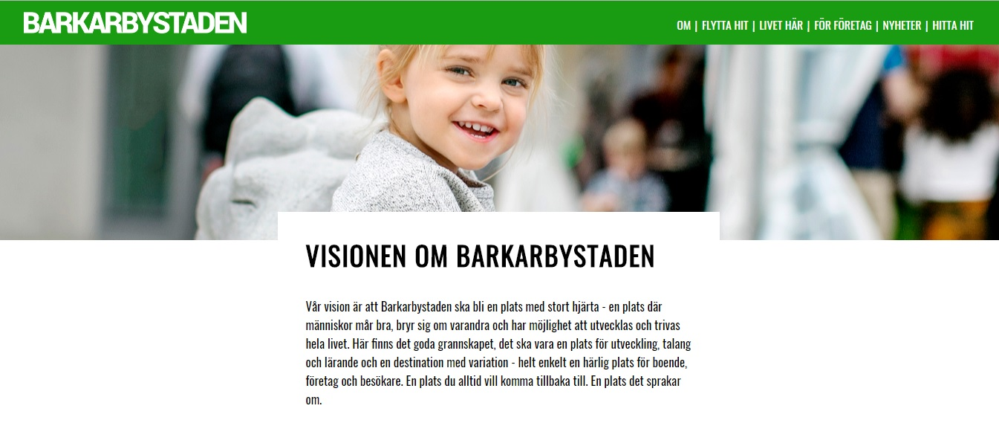 BARKARBYSTADEN
OM | FLYTTA HIT | LIVET HÄR | FÖR FÖRETAG | NYHETER | HITTA HIT
VISIONEN OM BARKARBYSTADEN
Vår vision är att Barkarbystaden ska bli en plats med stort hjärta - en plats där
människor mår bra, bryr sig om varandra och har möjlighet att utvecklas och trivas
hela livet. Här finns det goda grannskapet, det ska vara en plats för utveckling, talang
och lärande och en destination med variation - helt enkelt en härlig plats för boende,
företag och besökare. En plats du alltid vill komma tillbaka till. En plats det sprakar
om.